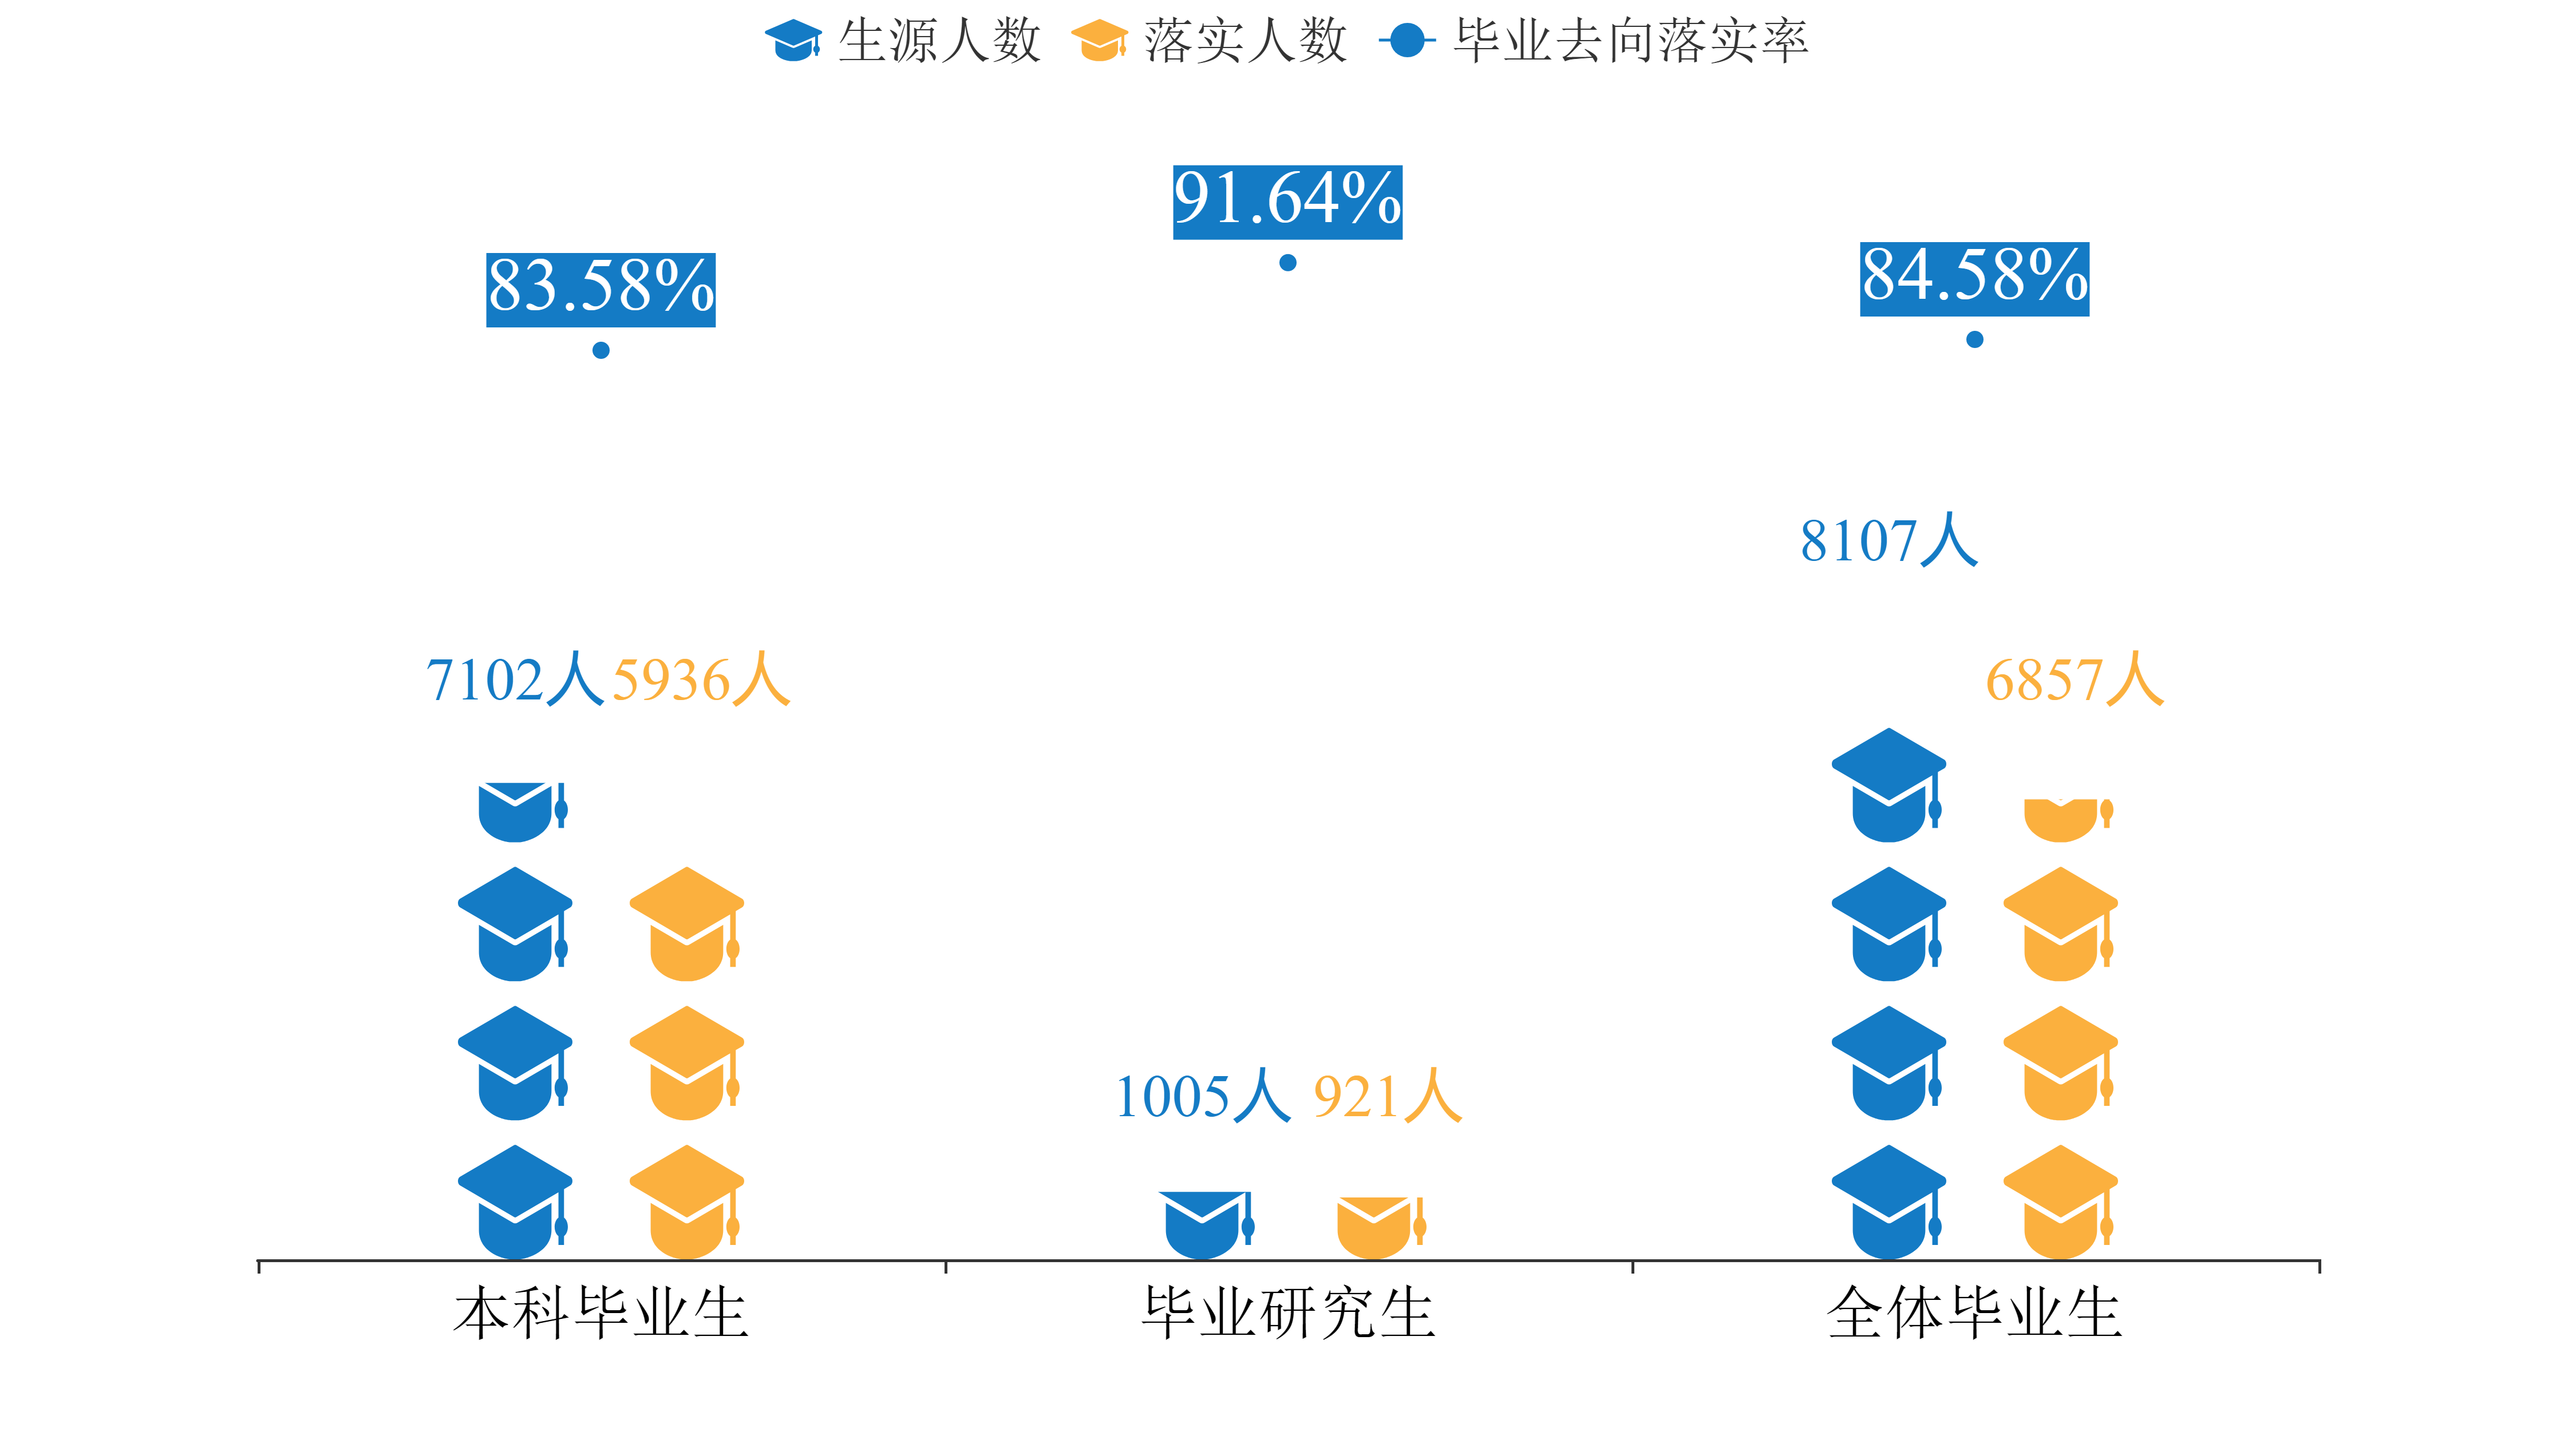 生源人数 落实人数 毕业去向落实率
91.64%
83.58%
84.58%
8107人
7102人 5936人
6857人
1005人 921人
本科毕业生 毕业研究生 全体毕业生